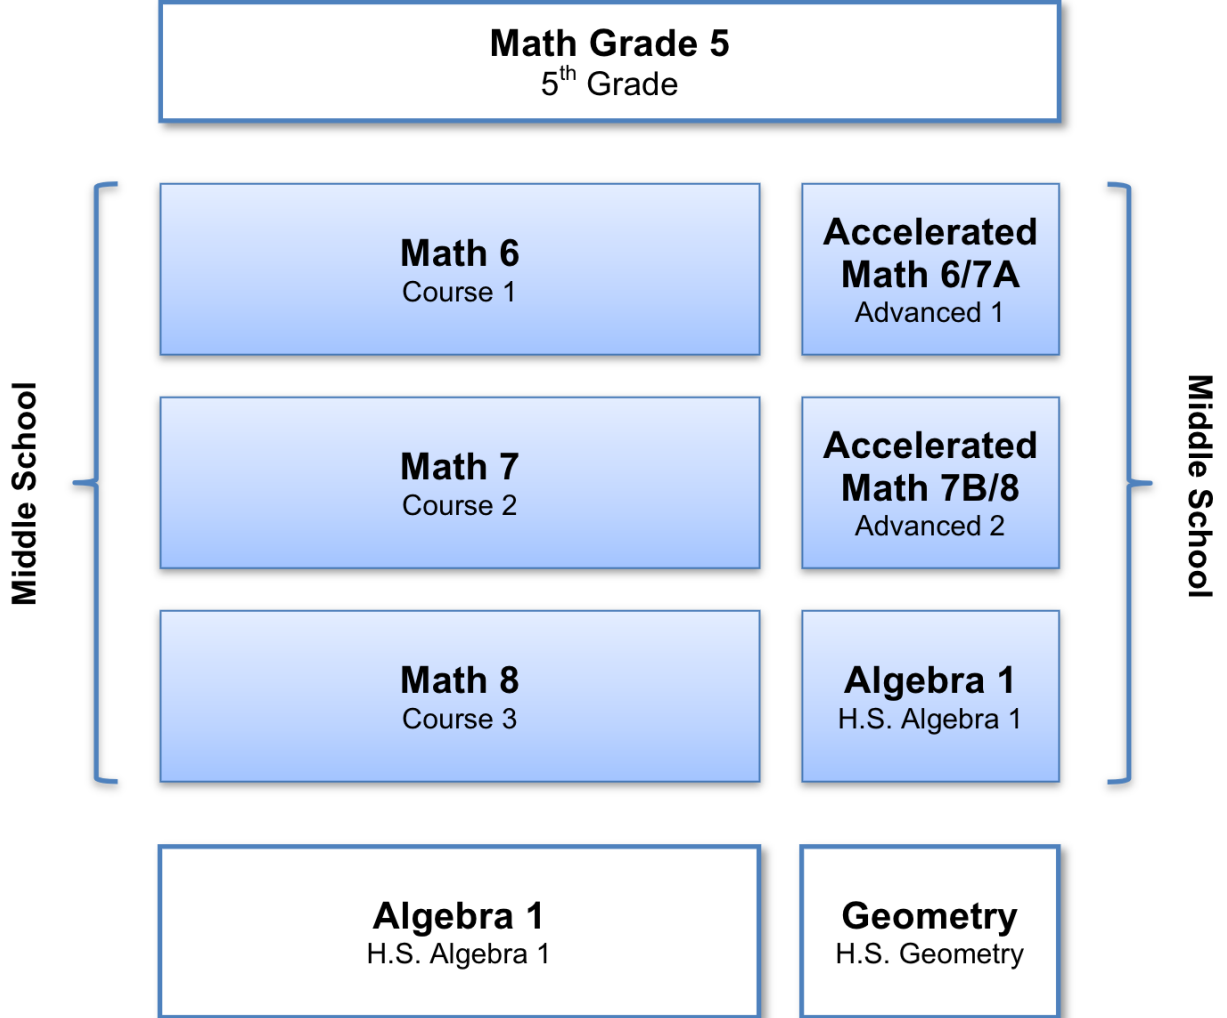 Math Grade 5
5th Grade
Middle School
Math 6
Course 1
Accelerated
Math 6/7A
Advanced 1
Math 7
Course 2
Accelerated
Math 7B/8
Advanced 2
Math 8
Course 3
Algebra 1
H.S. Algebra 1
Middle School
Algebra 1
H.S. Algebra 1
Geometry
H.S. Geometry